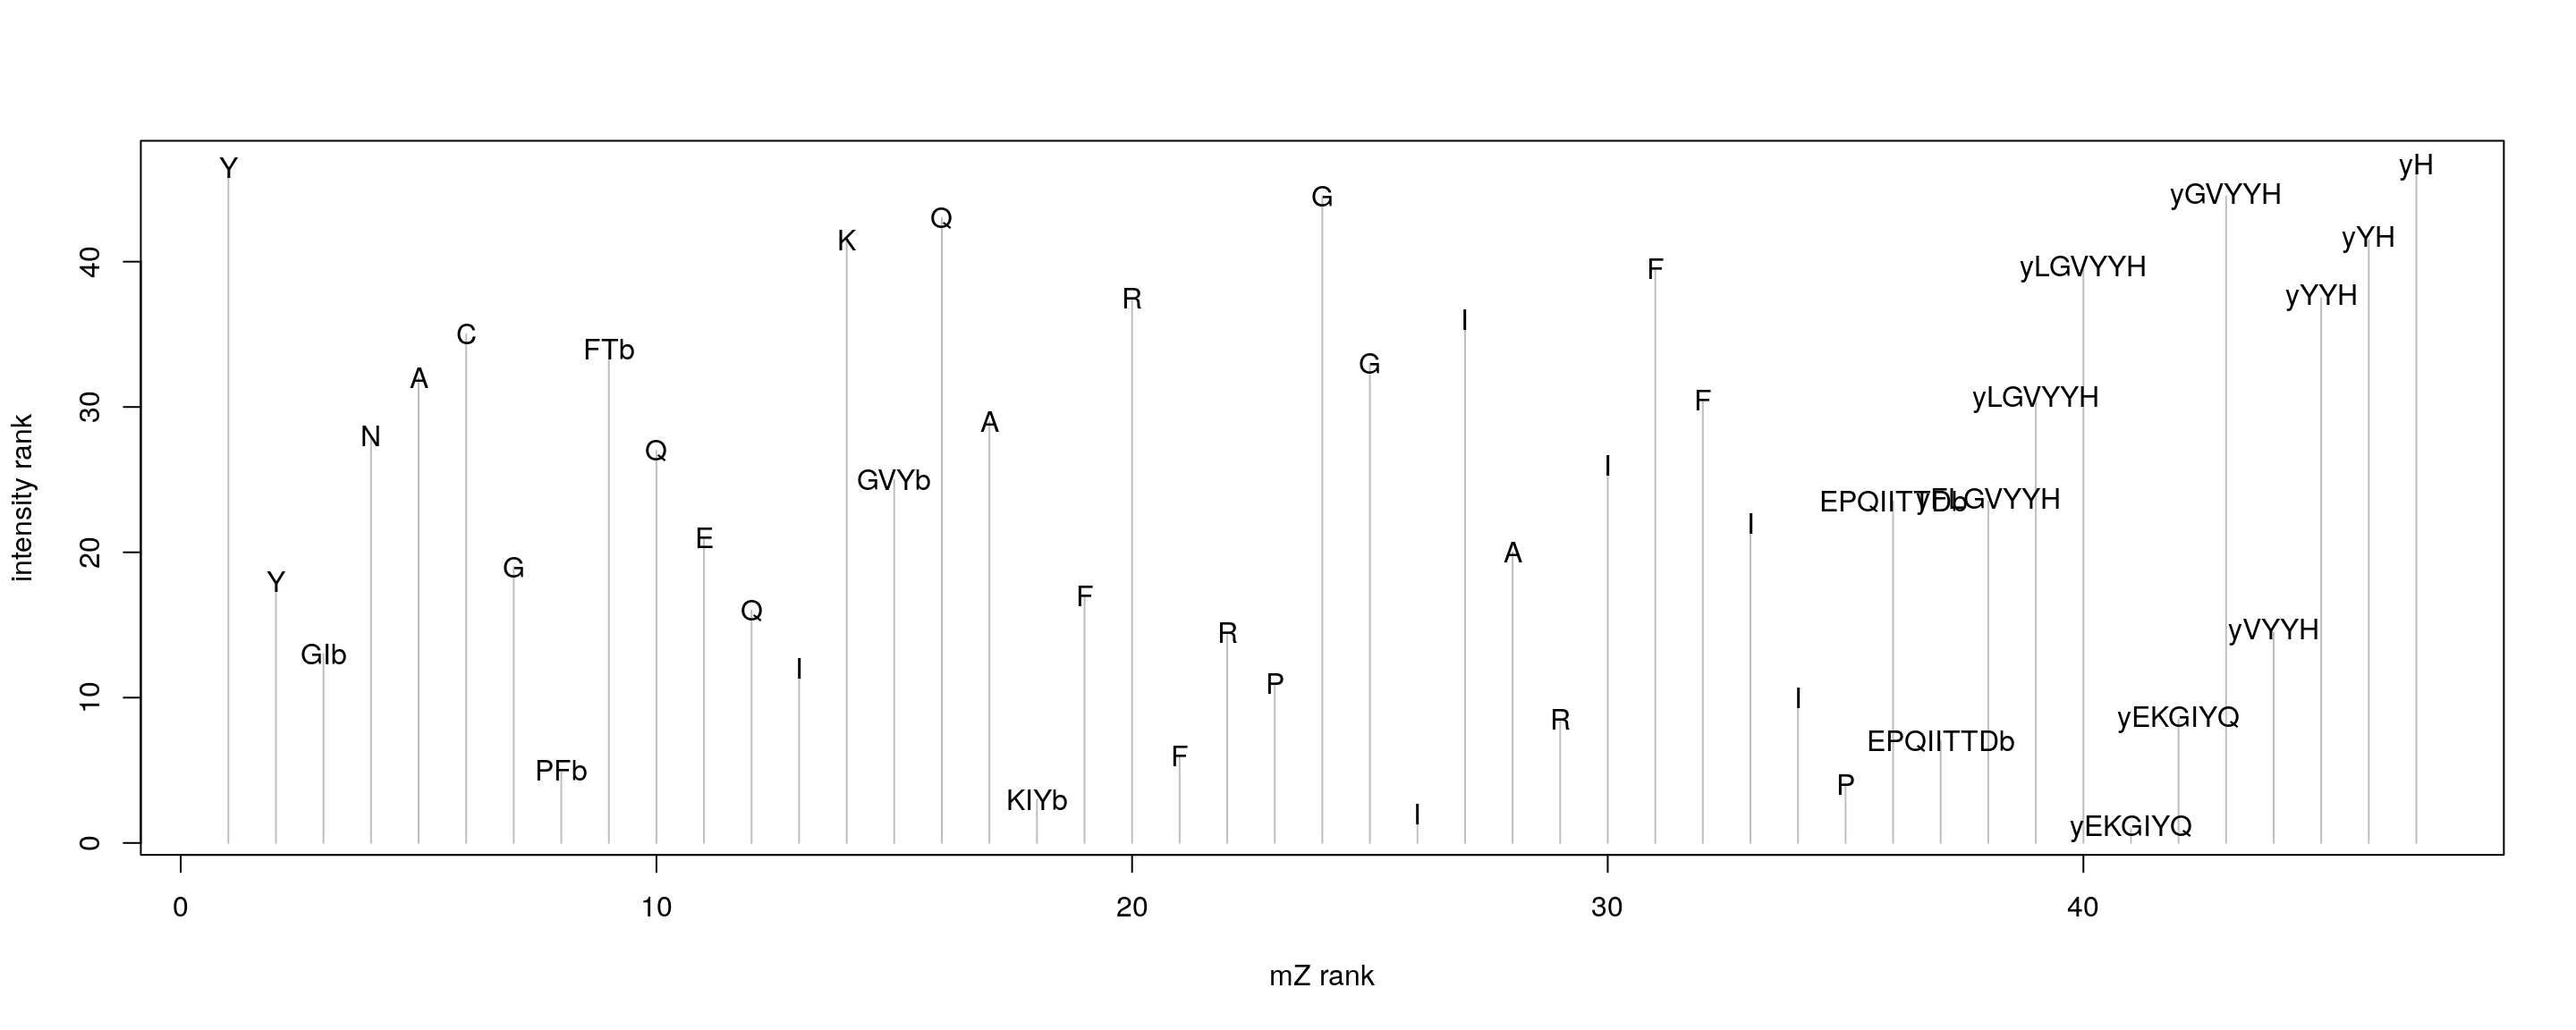 yH
Y
yGVYYH
G
Q
yYH
K
F
yLGVYYH
R
yYYH
I
C
FTb
G
A
F
yLGVYYH
A
N
Q
I
GVYb
EPQIITTDb
yFLGVYYH
I
E
A
G
Y
F
Q
R
yVYYH
GIb
I
P
I
R
yEKGIYQ
F
EPQIITTDb
PFb
P
KIYb
I
yEKGIYQ
0
10
20
30
40
intensity rank
0
10
20
30
40
mZ rank